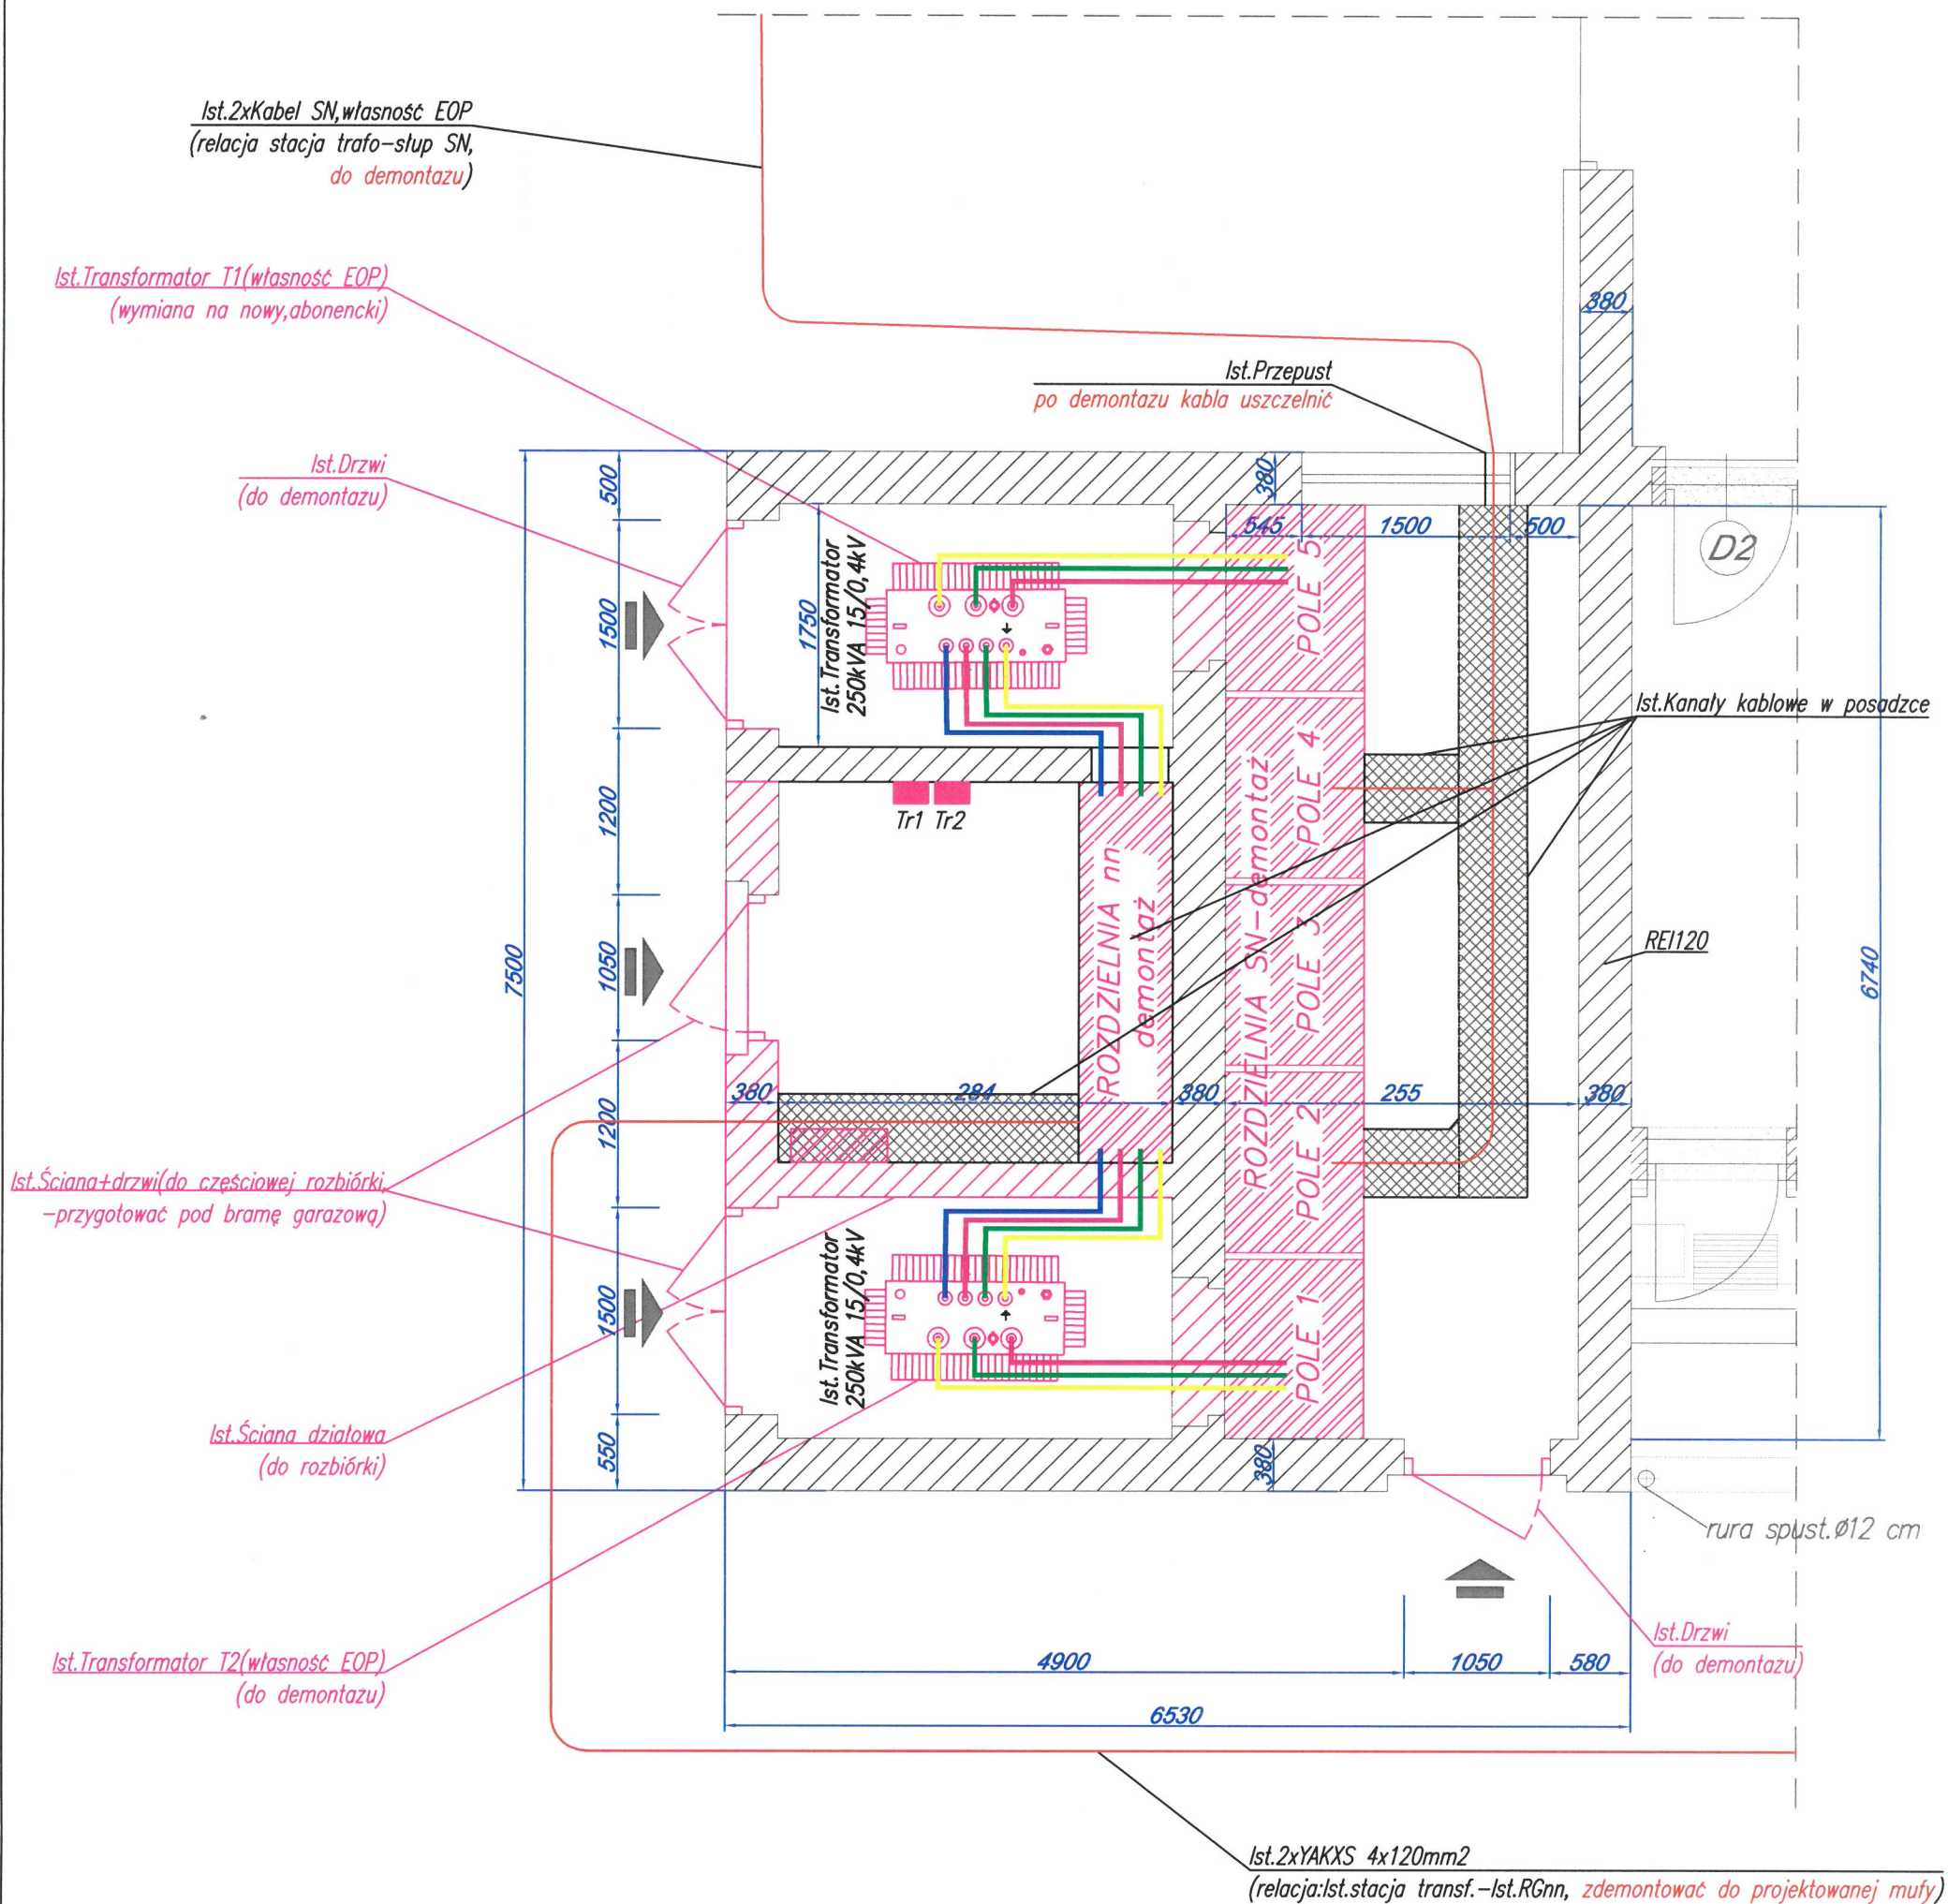 Ist.2xKabel SN,własność EOP
(relacja stacja trafo-słup SN,
do demontazu)
Ist.Transformator T1(własność EOP)
(wymiana na nowy,abonencki)
380
Ist.Przepust
po demontazu kabla uszczelnić
Ist.Drzwi
(do demontazu)
500
380
545
1500
500
D2
1500
1750
Ist.Transformator
250kVA 15/0,4kV
POLE 5
Ist.Kanały kablowe w posadzce
1200
Tr1 Tr2
ROZDZIELNIA nn
demontaż
ROZDZIELNIA SN-demontaż
POLE 4
POLE 3
POLE 2
POLE 1
REI120
7500
1050
6740
380
284
380
255
380
1200
Ist.Ściana+drzwi(do częściowej rozbiórki,
-przygotować pod bramę garazową)
Ist.Transformator
250kVA 15/0,4kV
1500
Ist.Ściana działowa
(do rozbiórki)
550
380
rura spust.Ø12 cm
Ist.Drzwi
(do demontazu)
Ist.Transformator T2(własność EOP)
(do demontazu)
4900
1050
580
6530
Ist.2xYAKXS 4x120mm2
(relacja:Ist.stacja transf.-Ist.RGnn, zdemontować do projektowanej mufy)